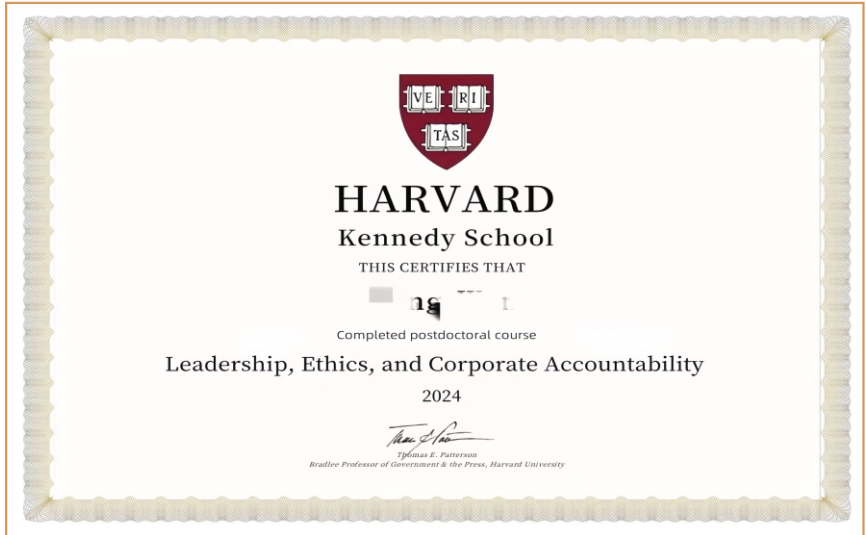 VE RI
TAS
HARVARD
Kennedy School
THIS CERTIFIES THAT
Completed postdoctoral course
Leadership, Ethics, and Corporate Accountability
2024
Thomas E. Patterson
Bradlee Professor of Government & the Press, Harvard University